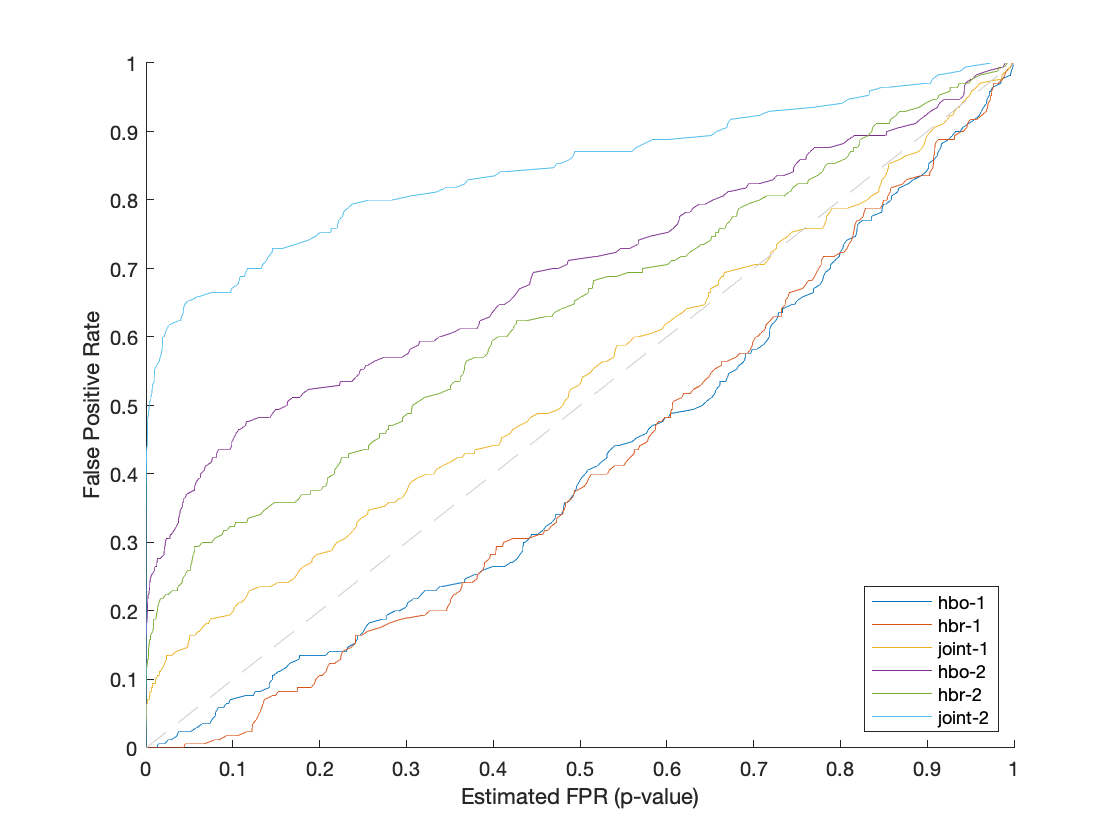 1
0.9
0.8
0.7
0.6
0.5
0.4
0.3
0.2
0.1
0
False Positive Rate
hbo-1
hbr-1
joint-1
hbo-2
hbr-2
joint-2
0 0.1 0.2 0.3 0.4 0.5 0.6 0.7 0.8 0.9 1
Estimated FPR (p-value)